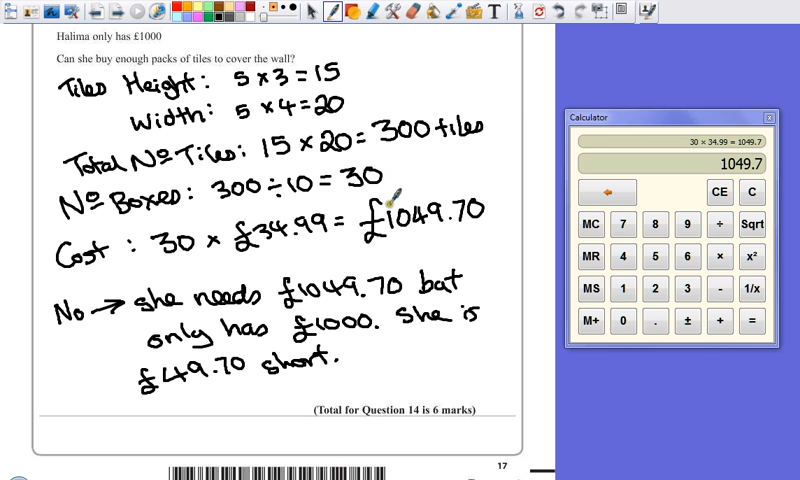 Halima only has £1000
Can she buy enough packs of tiles to cover the wall?
Tiles Height: 5 × 3 = 15
Width: 5 × 4 = 20
Total Nº Tiles: 15 × 20 = 300 tiles
Nº Boxes: 300 ÷ 10 = 30
Cost : 30 × £34.99 = £1049.70
No → she needs £1049.70 but
only has £1000. She is
£49.70 short.
(Total for Question 14 is 6 marks)
17
Calculator
30 × 34.99 = 1049.7
1049.7
CE C
MC 7 8 9 ÷ Sqrt
MR 4 5 6 × x²
MS 1 2 3 - 1/x
M+ 0 . ± + =